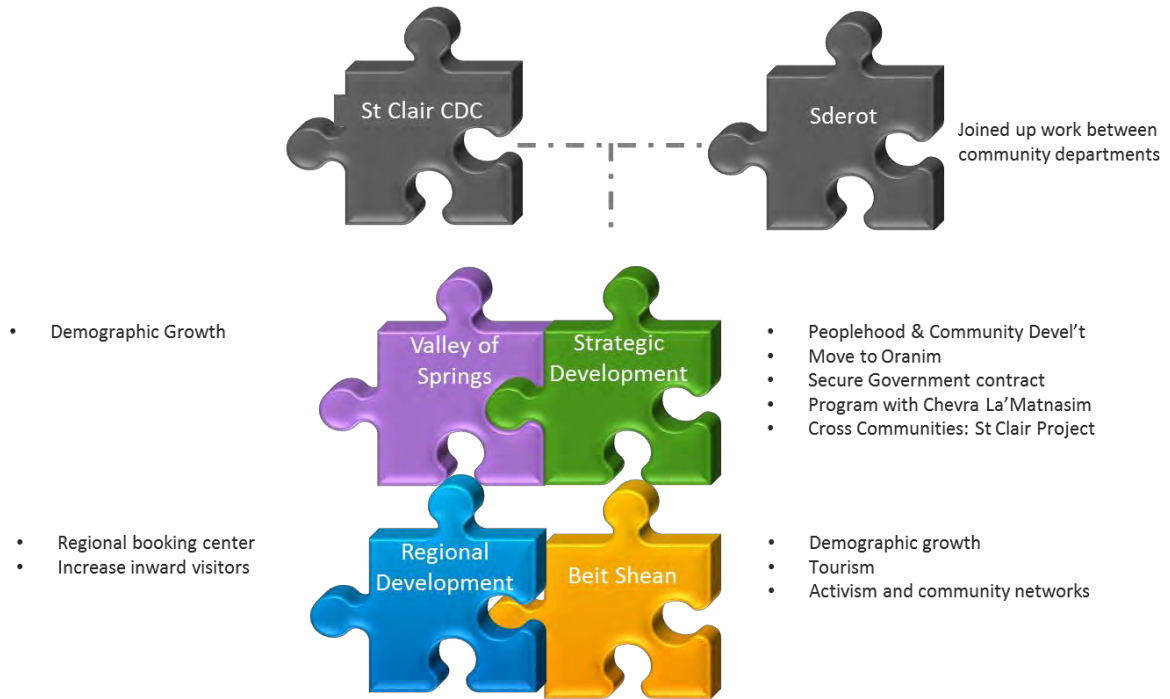 St Clair CDC
Sderot
Joined up work between
community departments
• Demographic Growth
Valley of
Springs
Strategic
Development
• Peoplehood & Community Devel't
• Move to Oranim
• Secure Government contract
• Program with Chevra La'Matnasim
• Cross Communities: St Clair Project
• Regional booking center
• Increase inward visitors
Regional
Development
Beit Shean
• Demographic growth
• Tourism
• Activism and community networks